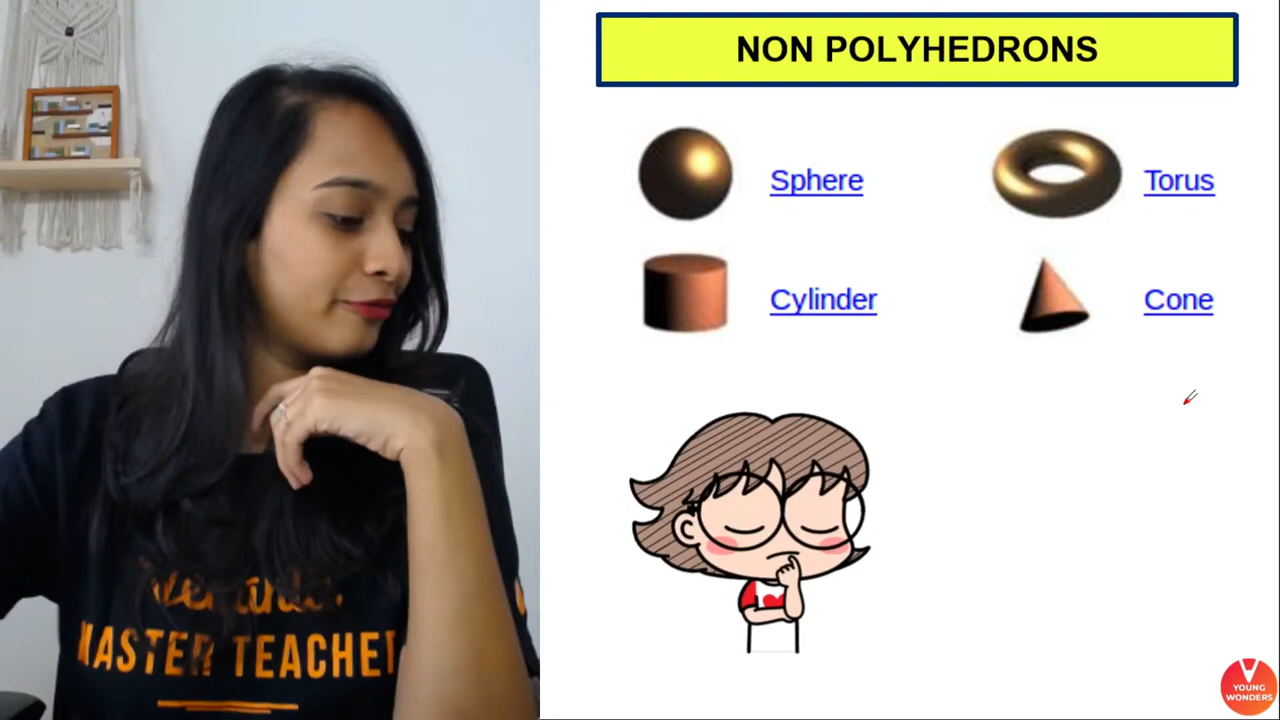 NON POLYHEDRONS
Sphere
Torus
Cylinder
Cone
MASTER TEACHER
YOUNG
WONDERS